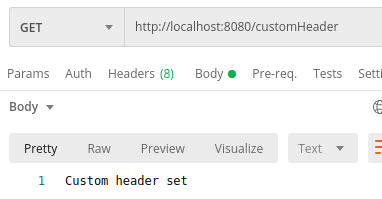 GET http://localhost:8080/customHeader
Params Auth Headers (8) Body Pre-req. Tests Setti
Body
Pretty Raw Preview Visualize Text
1 Custom header set